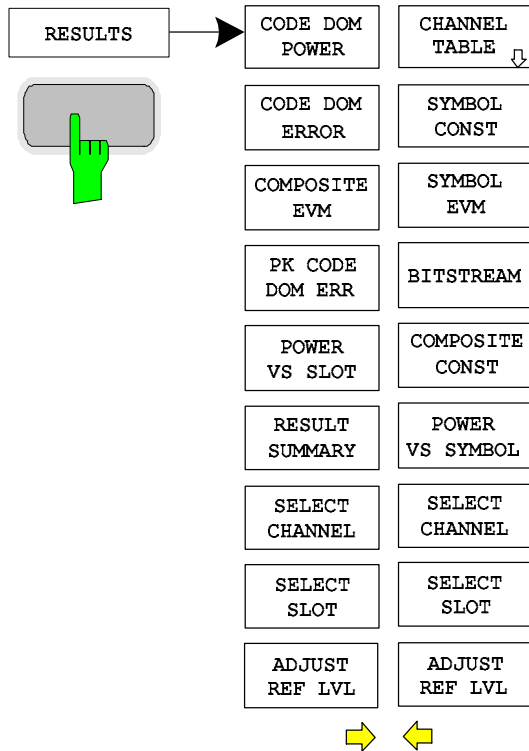 RESULTS
CODE DOM
POWER
CODE DOM
ERROR
COMPOSITE
EVM
PK CODE
DOM ERR
POWER
VS SLOT
RESULT
SUMMARY
SELECT
CHANNEL
SELECT
SLOT
ADJUST
REF LVL
CHANNEL
TABLE
SYMBOL
CONST
SYMBOL
EVM
BITSTREAM
COMPOSITE
CONST
POWER
VS SYMBOL
SELECT
CHANNEL
SELECT
SLOT
ADJUST
REF LVL